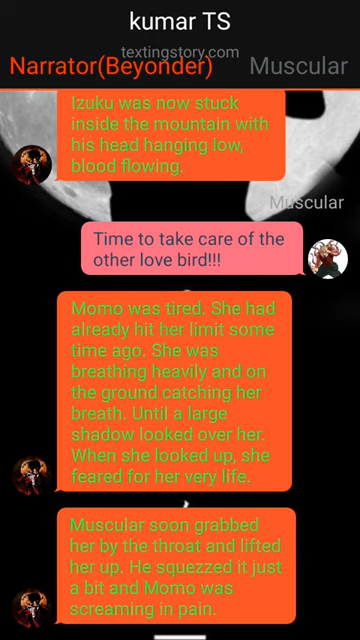 kumar TS
textingstory.com
Narrator(Beyonder) Muscular
Izuku was now stuck
inside the mountain with
his head hanging low,
blood flowing.
Muscular
Time to take care of the
other love bird!!!
Momo was tired. She had
already hit her limit some
time ago. She was
breathing heavily and on
the ground catching her
breath. Until a large
shadow looked over her.
When she looked up, she
feared for her very life.
Muscular soon grabbed
her by the throat and lifted
her up. He squezzed it just
a bit and Momo was
screaming in pain.